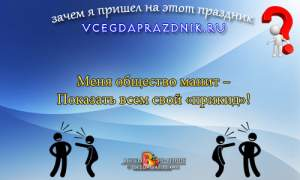 зачем я пришел на этот праздник
VCEGDAPRAZDNIK.RU
Меня общество манит –
Показать всем свой «прикид»!